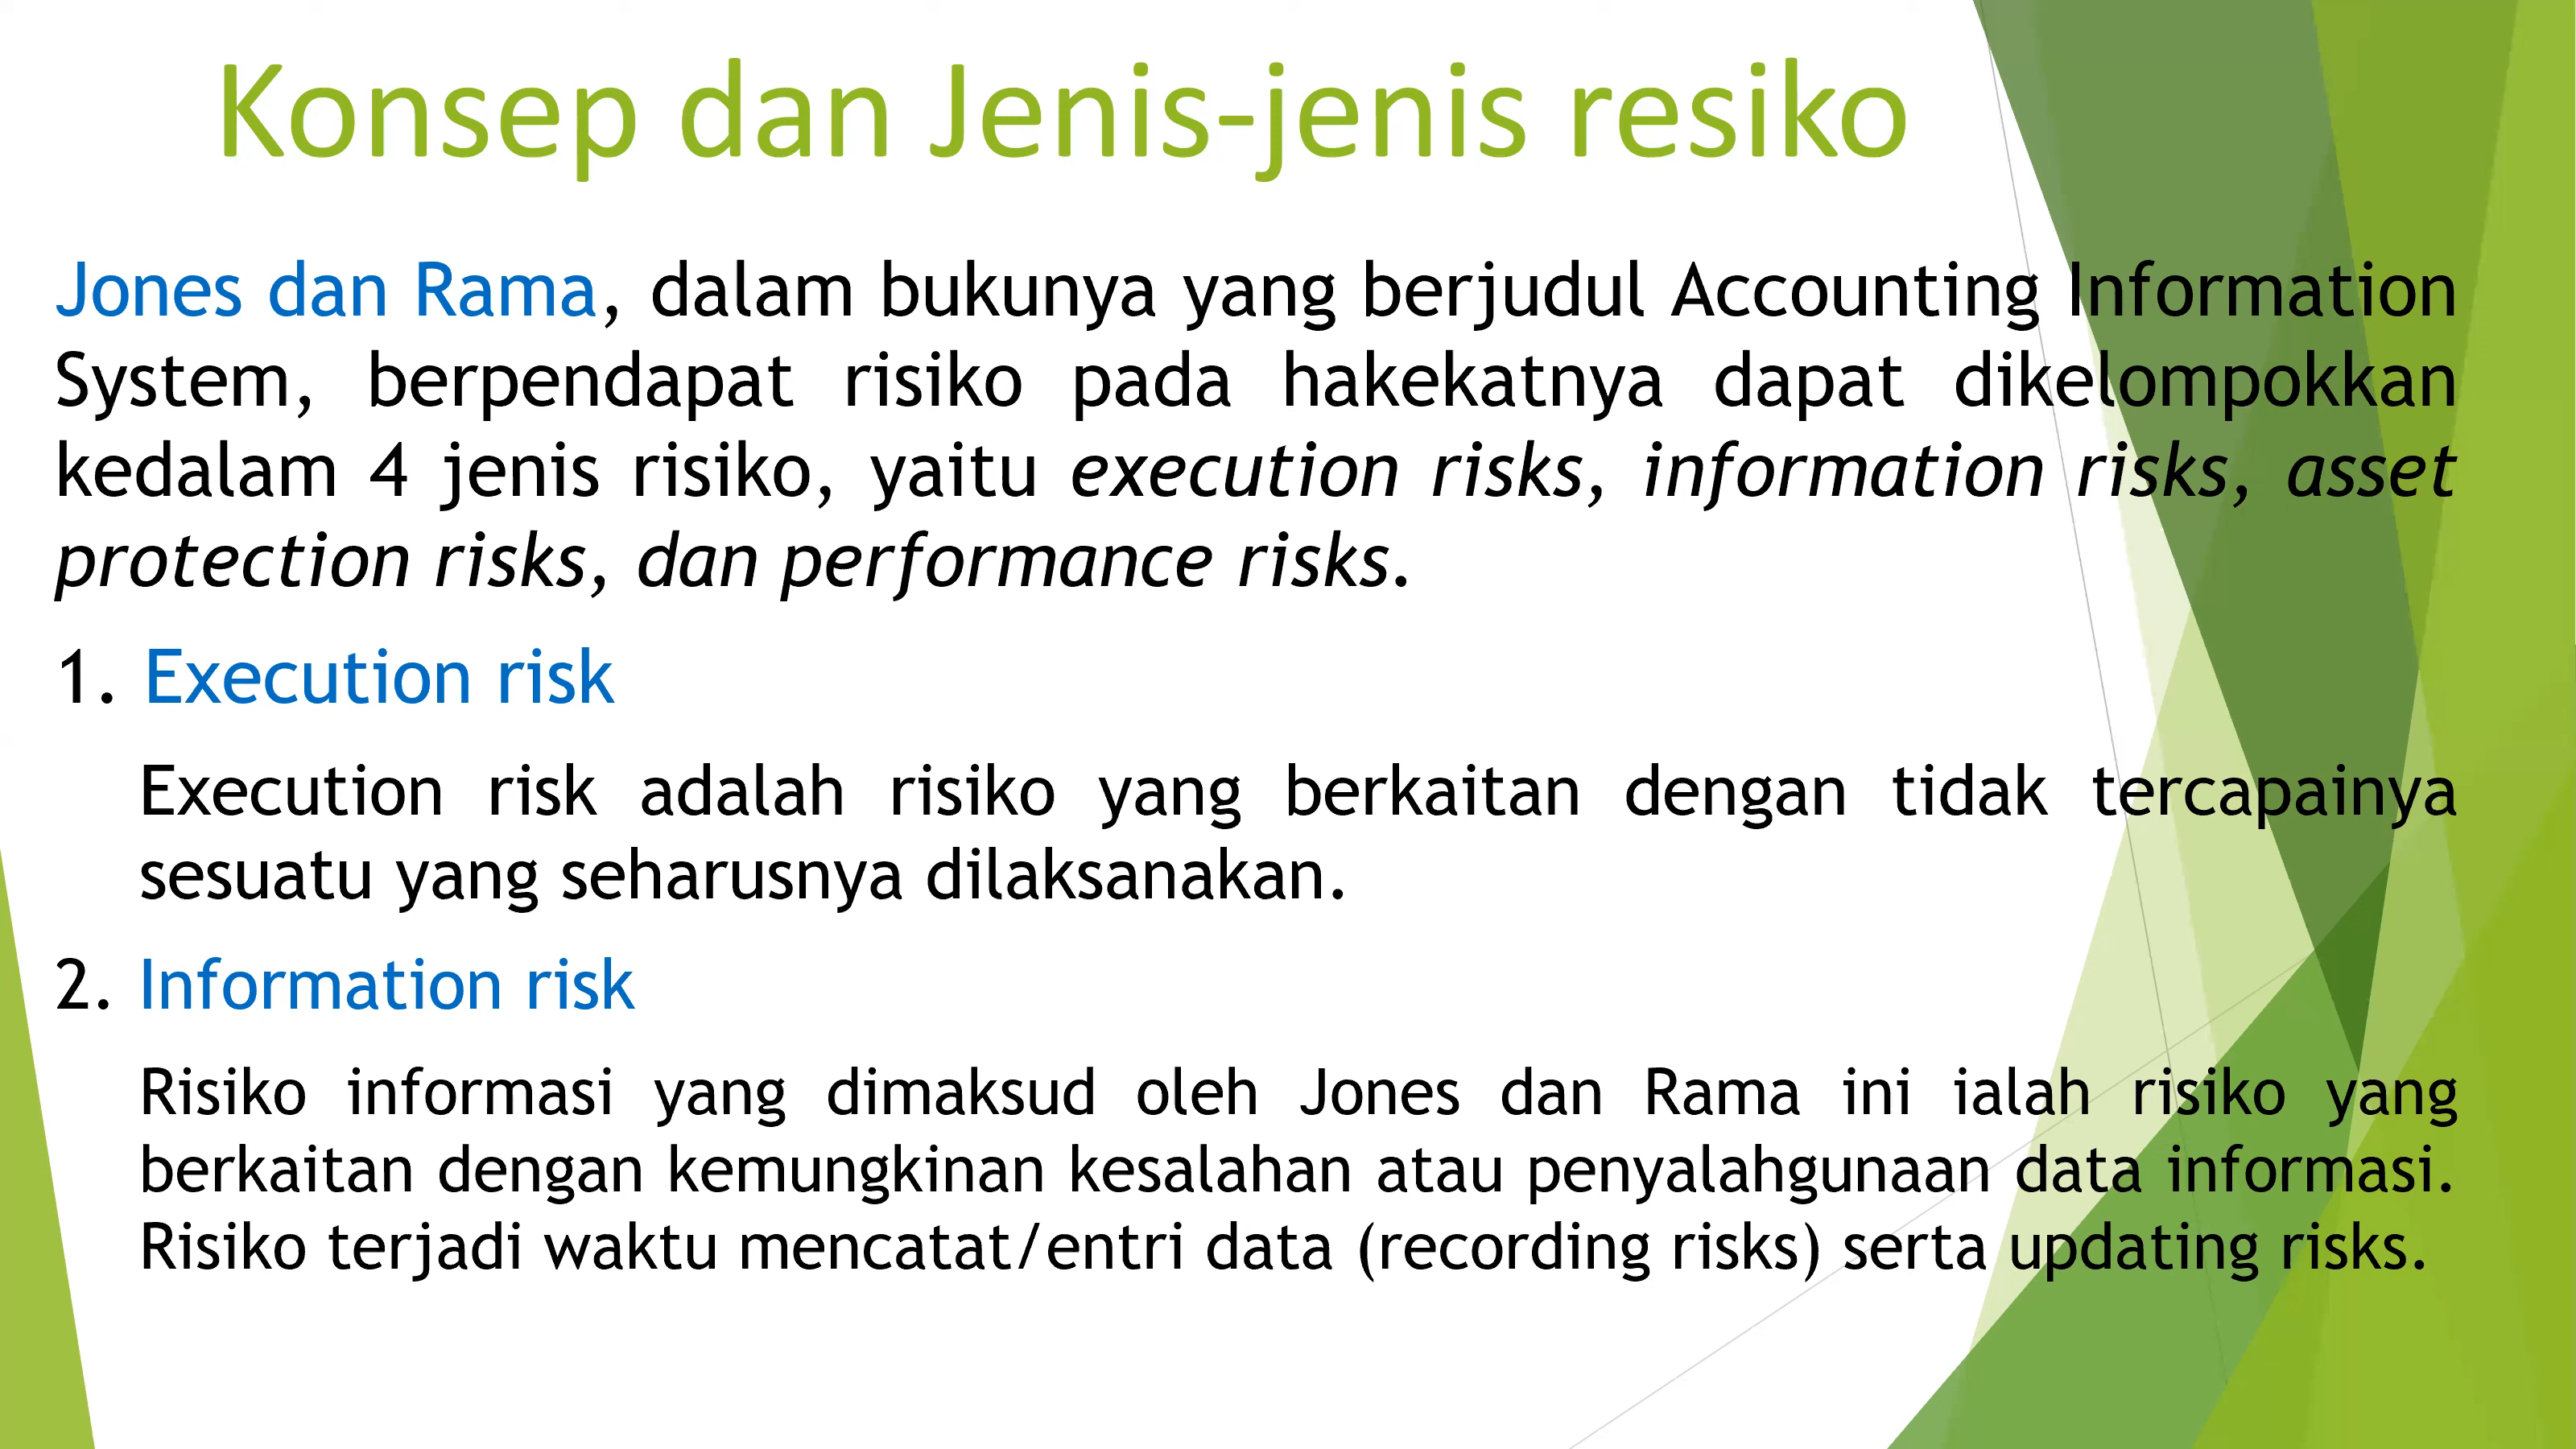 Konsep dan Jenis-jenis resiko
Jones dan Rama, dalam bukunya yang berjudul Accounting Information
System, berpendapat risiko pada hakekatnya dapat dikelompokkan
kedalam 4 jenis risiko, yaitu execution risks, information risks, asset
protection risks, dan performance risks.
1. Execution risk
Execution risk adalah risiko yang berkaitan dengan tidak tercapainya
sesuatu yang seharusnya dilaksanakan.
2. Information risk
Risiko informasi yang dimaksud oleh Jones dan Rama ini ialah risiko yang
berkaitan dengan kemungkinan kesalahan atau penyalahgunaan data informasi.
Risiko terjadi waktu mencatat/entri data (recording risks) serta updating risks.